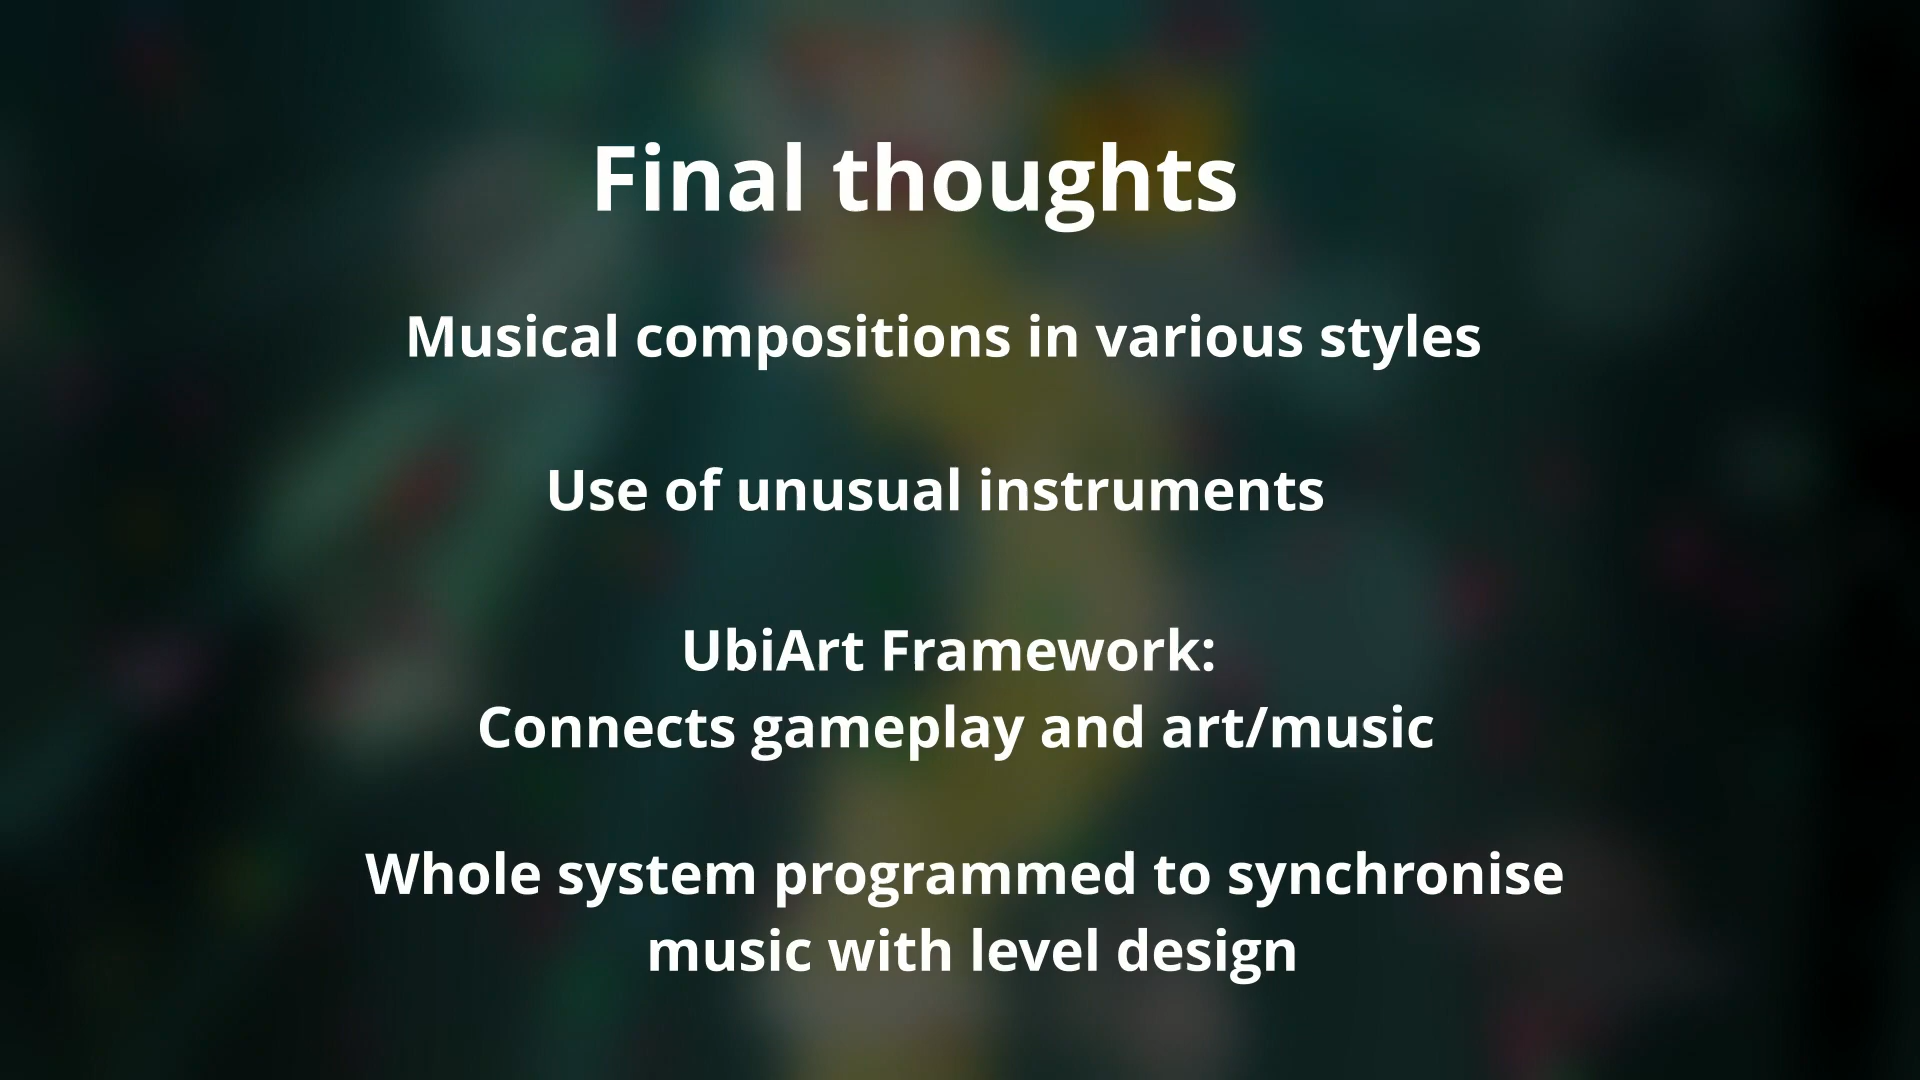 Final thoughts
Musical compositions in various styles
Use of unusual instruments
UbiArt Framework:
Connects gameplay and art/music
Whole system programmed to synchronise
music with level design